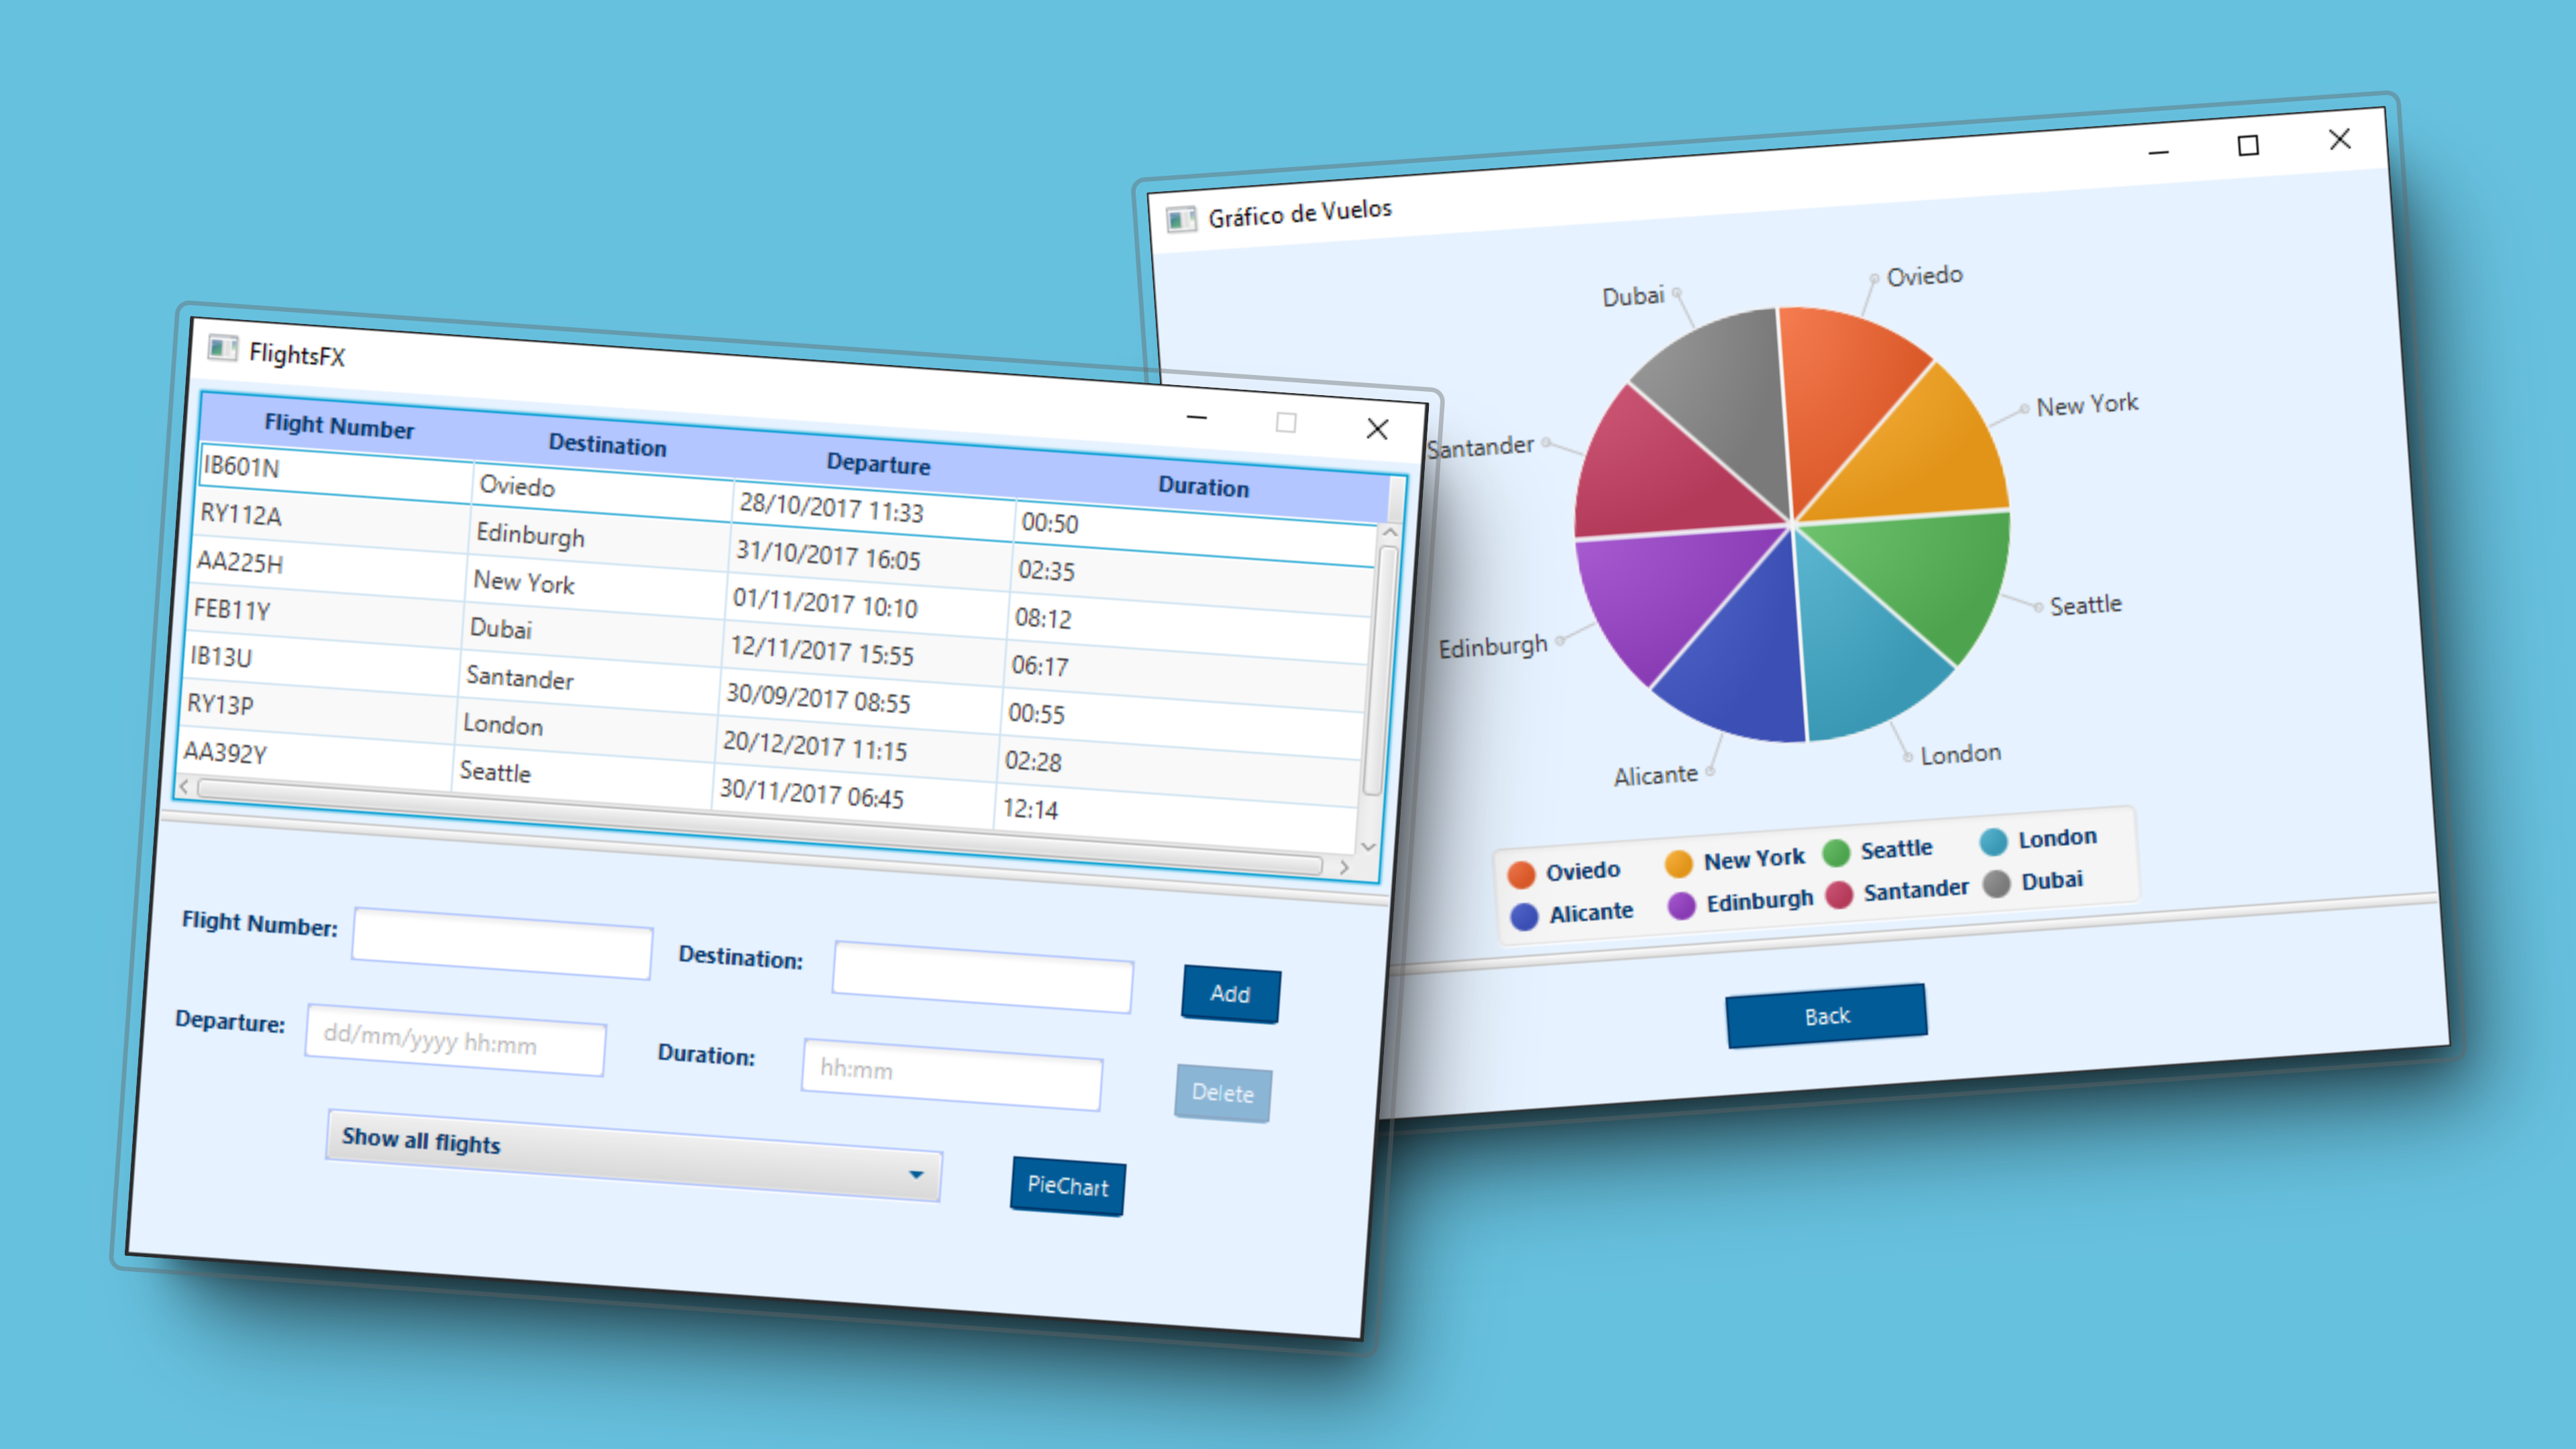 FlightsFX
Flight Number Destination Departure Duration
IB601N Oviedo 28/10/2017 11:33 00:50
RY112A Edinburgh 31/10/2017 16:05 02:35
AA225H New York 01/11/2017 10:10 08:12
FEB11Y Dubai 12/11/2017 15:55 06:17
IB13U Santander 30/09/2017 08:55 00:55
RY13P London 20/12/2017 11:15 02:28
AA392Y Seattle 30/11/2017 06:45 12:14
Flight Number: Destination: Add
Departure: dd/mm/yyyy hh:mm Duration: hh:mm Delete
Show all flights PieChart
Gráfico de Vuelos
Dubai Oviedo
Santander New York
Edinburgh Seattle
Alicante London
Oviedo New York Seattle London
Alicante Edinburgh Santander Dubai
Back